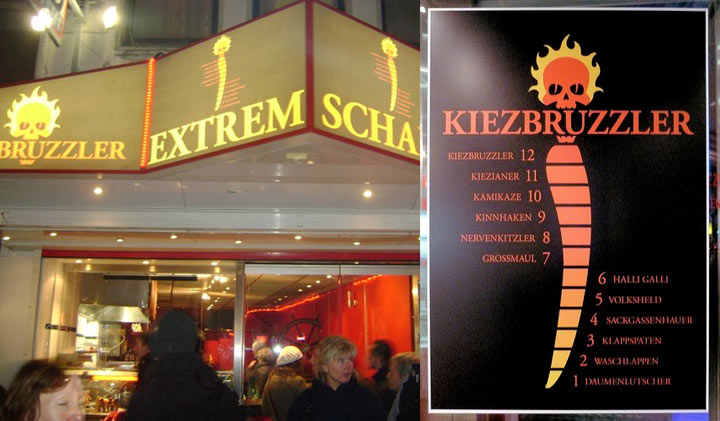 BRUZZLER
EXTREM
SCHA
KIEZBRUZZLER
KIEZBRUZZLER 12
KIEZIANER 11
KAMIKAZE 10
KINNHAKEN 9
NERVENKITZLER 8
GROSSMAUL 7
6 HALLI GALLI
5 VOLKSHELD
4 SACKGASSENHAUER
3 KLAPPSPATEN
2 WASCHLAPPEN
1 DAUMENLUTSCHER